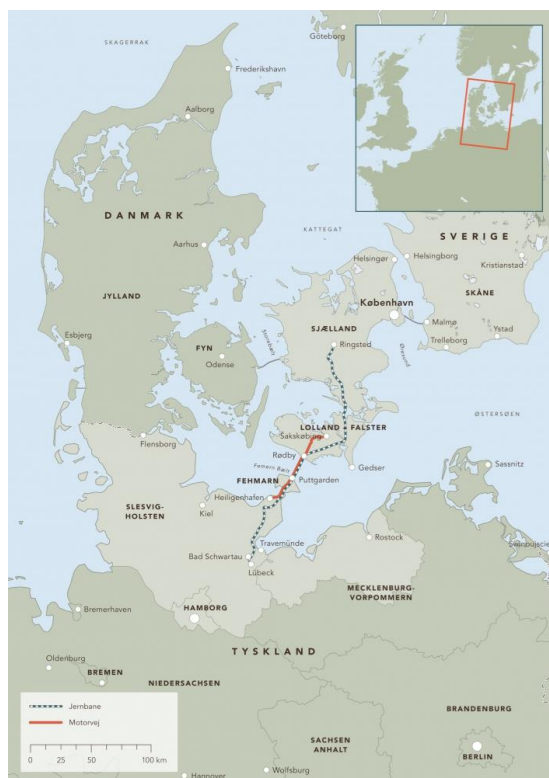 SKAGERRAK
Göteborg
Frederikshavn
Aalborg
DANMARK
KATTEGAT
SVERIGE
Aarhus
Helsingør
Helsingborg
Kristianstad
JYLLAND
København
SKÅNE
SJÆLLAND
Malmø
Esbjerg
Storebælt
Ringsted
Øresund
Ystad
FYN
Trelleborg
Odense
ØSTERSØEN
LOLLAND
FALSTER
Sakskøbing
Flensborg
Rødby
Femern Bælt
Gedser
Sassnitz
FEHMARN
Puttgarden
Heiligenhafen
SLESVIG-
HOLSTEN
Kiel
Travemünde
Rostock
Bad Schwartau
Lübeck
MECKLENBURG-
VORPOMMERN
HAMBORG
Bremerhaven
TYSKLAND
Oldenburg
BREMEN
NIEDERSACHSEN
Jernbane
Motorvej
0 25 50 100 km
BRANDENBURG
SACHSEN
ANHALT
BERLIN
Wolfsburg
Hannover